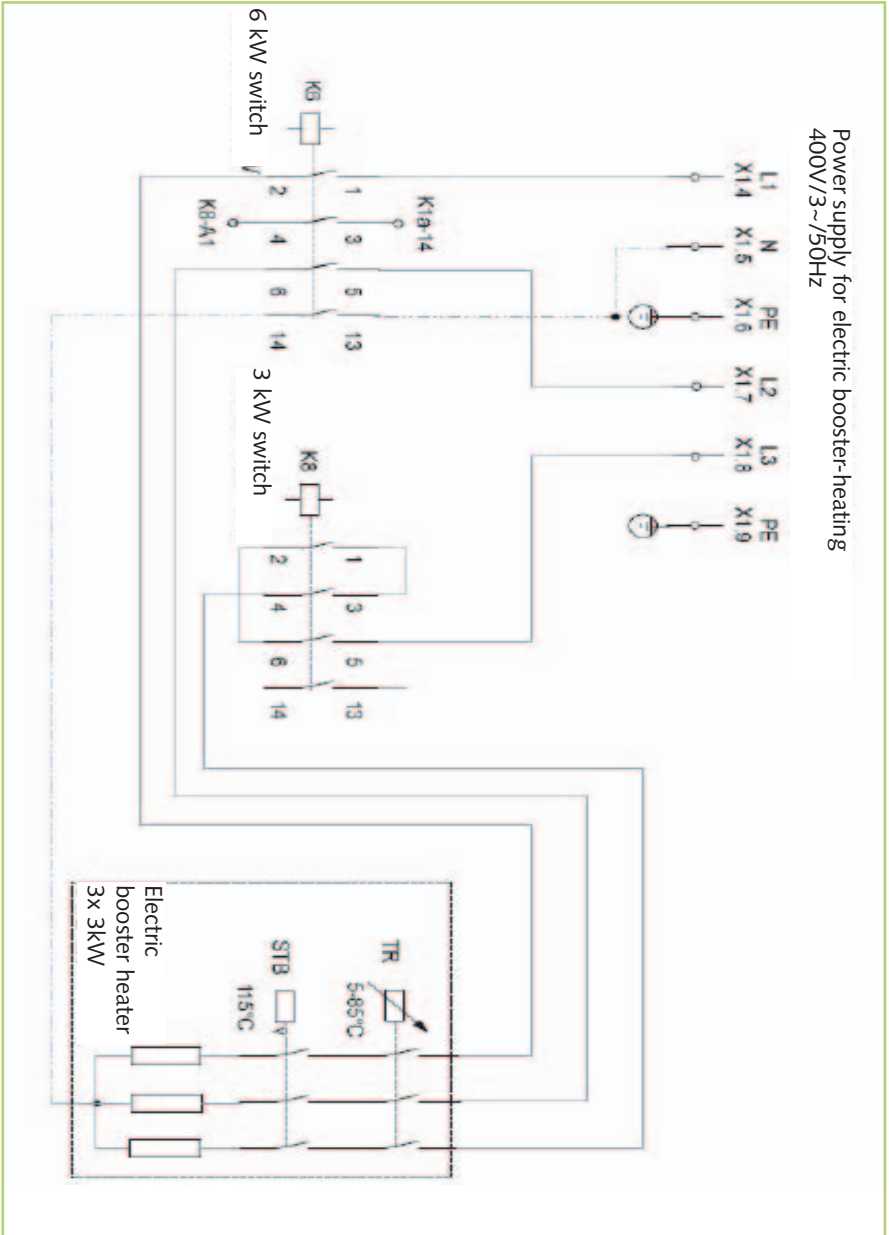 Power supply for electric booster-heating
400V/3~/50Hz
L1 N PE L2 L3 PE
X1.4 X1.5 X1.6 X1.7 X1.8 X1.9
K1a-14
1 3 5 13
K6
2 4 6 14
K8-A1
6 kW switch
1 3 5 13
K8
2 4 6 14
3 kW switch
TR
5-85°C
STB
115°C
Electric
booster heater
3x 3kW